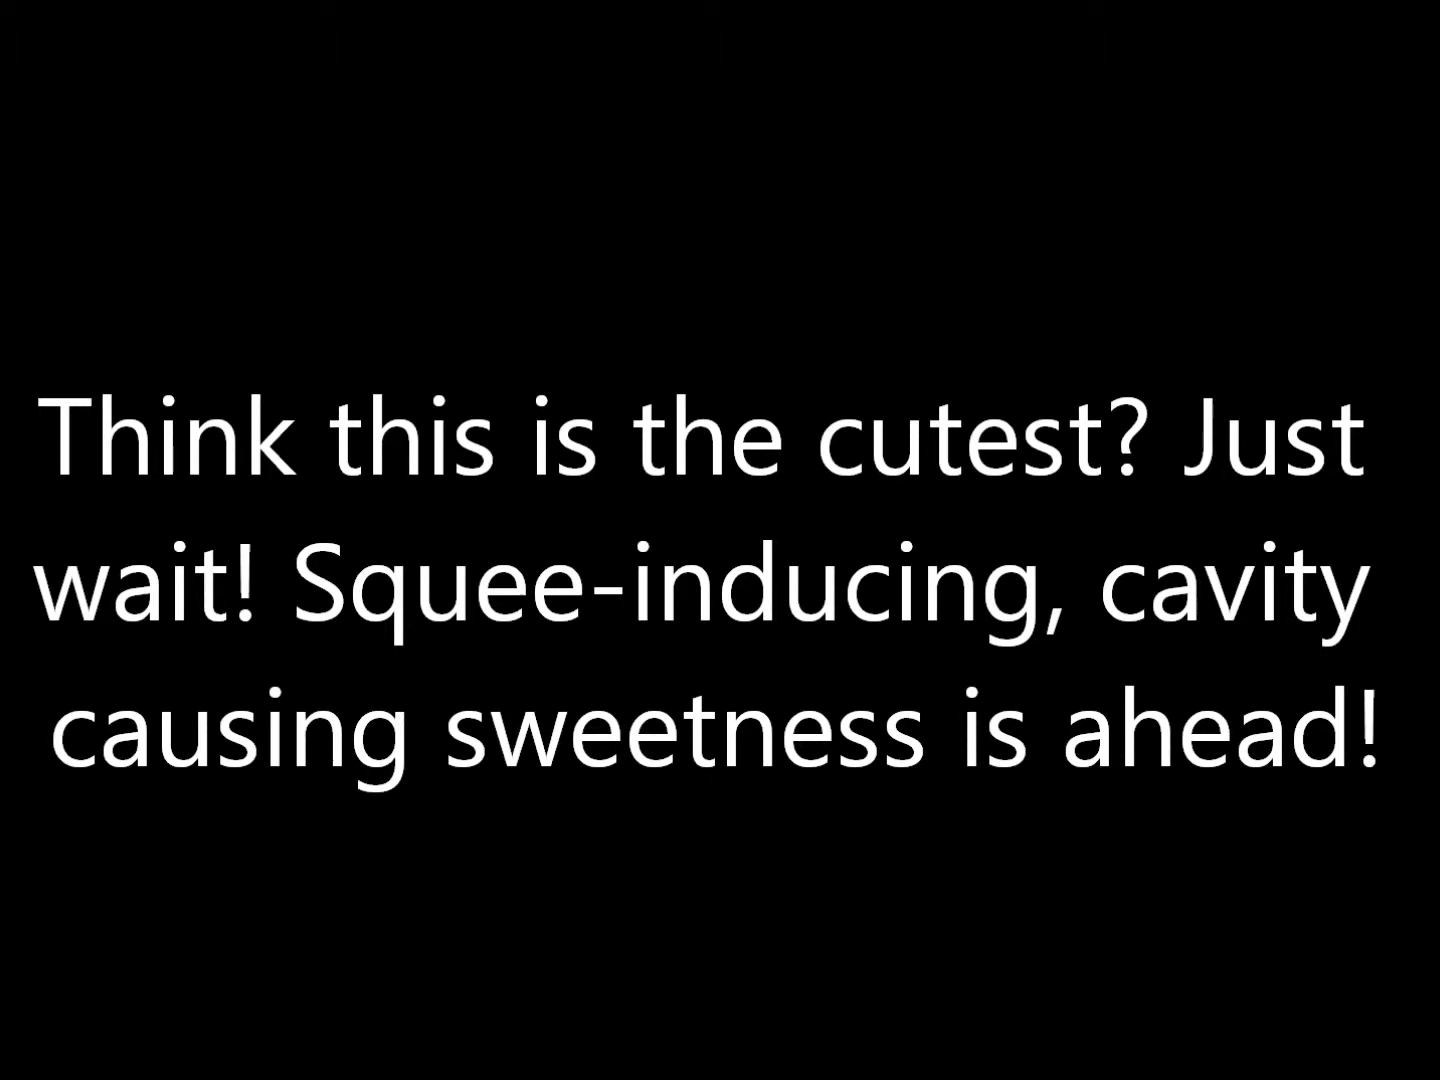 Think this is the cutest? Just
wait! Squee-inducing, cavity
causing sweetness is ahead!